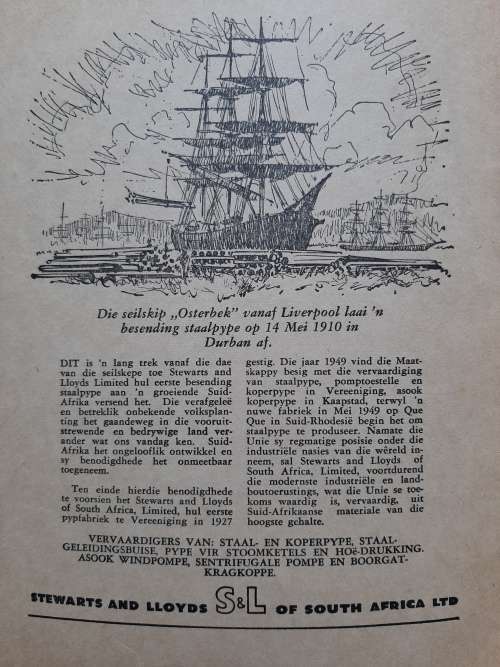 Die seilskip „Osterbek" vanaf Liverpool laai 'n
besending staalpype op 14 Mei 1910 in
Durban af.
DIT is 'n lang trek vanaf die dae
van die seilskepe toe Stewarts en
Lloyds Limited hul eerste besending
staalpype aan 'n groeiende Suid-
Afrika versend het. Die verafgeleë
en betreklik onbekende volksplan-
ting het gaandeweg in die vooruit-
strewende en bedrywige land ver-
ander wat ons vandag ken. Suid-
Afrika het ongelooflik ontwikkel en
sy benodigdhede het onmeetbaar
toegeneem.
Ten einde hierdie benodigdhede
te voorsien het Stewarts and Lloyds
of South Africa, Limited, hul eerste
pypfabriek te Vereeniging in 1927
gestig. Die jaar 1949 vind die Maat-
skappy besig met die vervaardiging
van staalpype, pomptoestelle en
koperpype in Vereeniging, asook
koperpype in Kaapstad, terwyl 'n
nuwe fabriek in Mei 1949 op Que
Que in Suid-Rhodesië begin het om
staalpype te produseer. Namate die
Unie sy regmatige posisie onder die
industriële nasies van die wêreld in-
neem, sal Stewarts and Lloyds of
South Africa, Limited, voortdurend
die modernste industriële en land-
boutoerustings, wat die Unie se toe-
koms waardig is, vervaardig, uit
Suid-Afrikaanse materiale van die
hoogste gehalte.
VERVAARDIGERS VAN: STAAL- EN KOPERPYPE, STAAL-
GELEIDINGSBUISE, PYPE VIR STOOMKETELS EN HOë-DRUKKING.
ASOOK WINDPOMPE, SENTRIFUGALE POMPE EN BOORGAT-
KRAGKOPPE.
STEWARTS AND LLOYDS S&L OF SOUTH AFRICA LTD